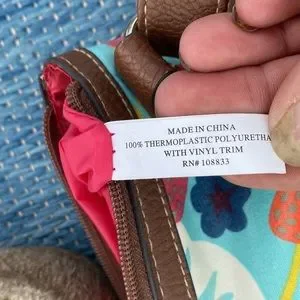 MADE IN CHINA
100% THERMOPLASTIC POLYURETHA
WITH VINYL TRIM
RN# 108833